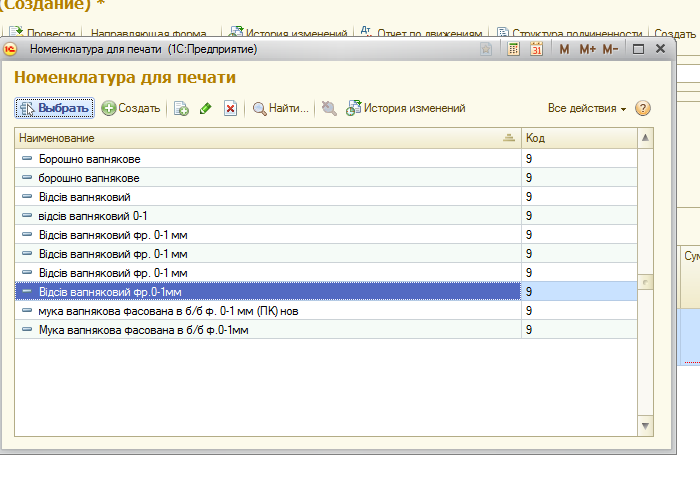 (Создание) *
Провести Направляющая форма История изменений Дт Отчет по движениям Структура подчиненности Создать
Номенклатура для печати (1С:Предприятие) 31 M M+ M-
Номенклатура для печати
Выбрать Создать Найти... История изменений Все действия ?
Наименование Код
Борошно вапнякове 9
борошно вапнякове 9
Відсів вапняковий 9
відсів вапняковий 0-1 9
Відсів вапняковий фр. 0-1 мм 9
Відсів вапняковий фр. 0-1 мм 9
Відсів вапняковий фр. 0-1 мм 9
Відсів вапняковий фр.0-1мм 9
мука вапнякова фасована в б/б ф. 0-1 мм (ПК) нов 9
Мука вапнякова фасована в б/б ф.0-1мм 9
Сум